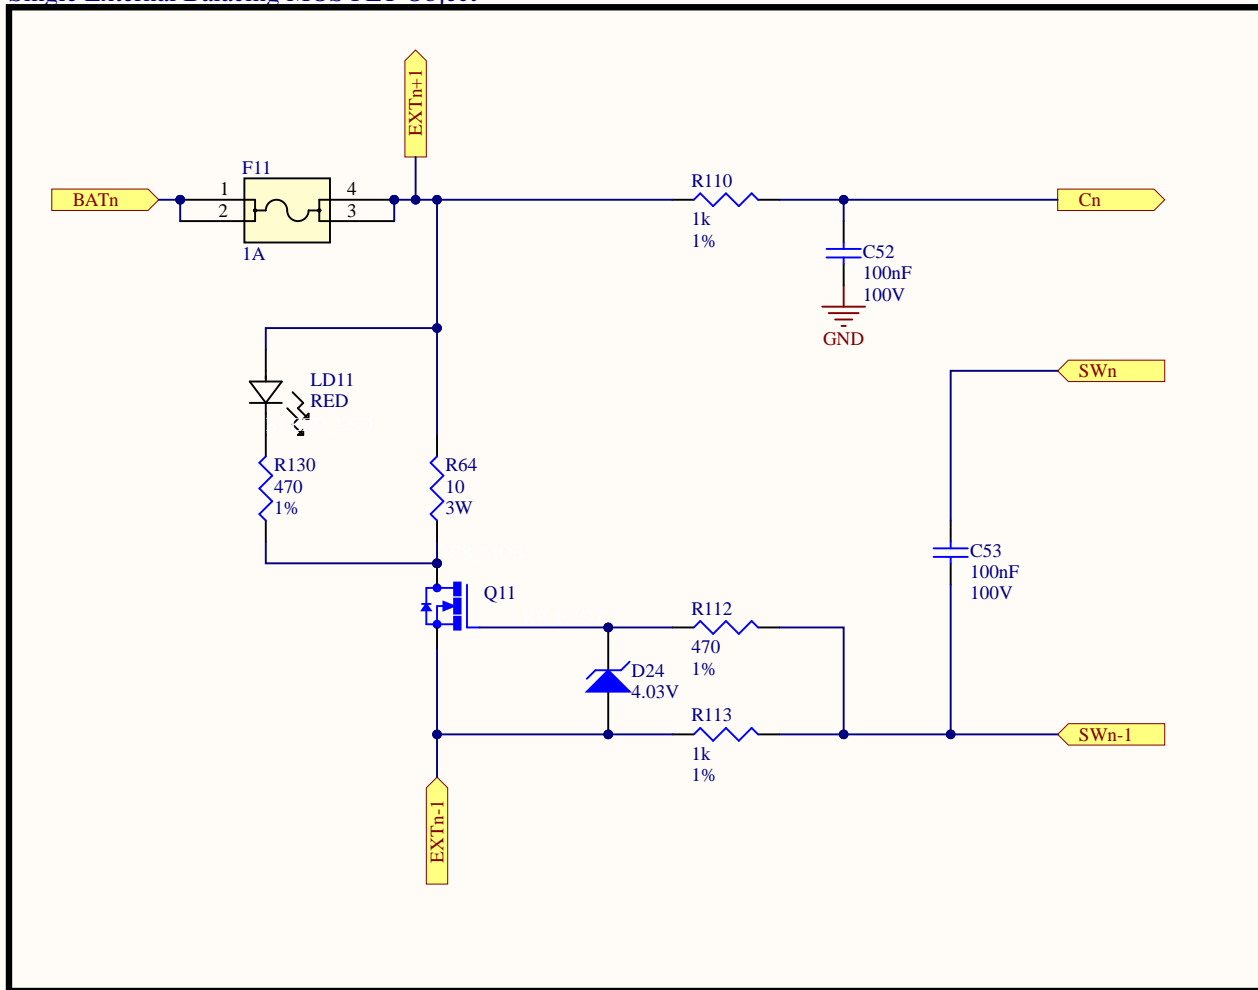 EXTn+1
F11
BATn
1
2
4
3
1A
R110
1k
1%
Cn
C52
100nF
100V
GND
SWn
LD11
RED
R130
470
1%
R64
10
3W
C53
100nF
100V
Q11
R112
470
1%
D24
4.03V
R113
1k
1%
SWn-1
EXTn-1